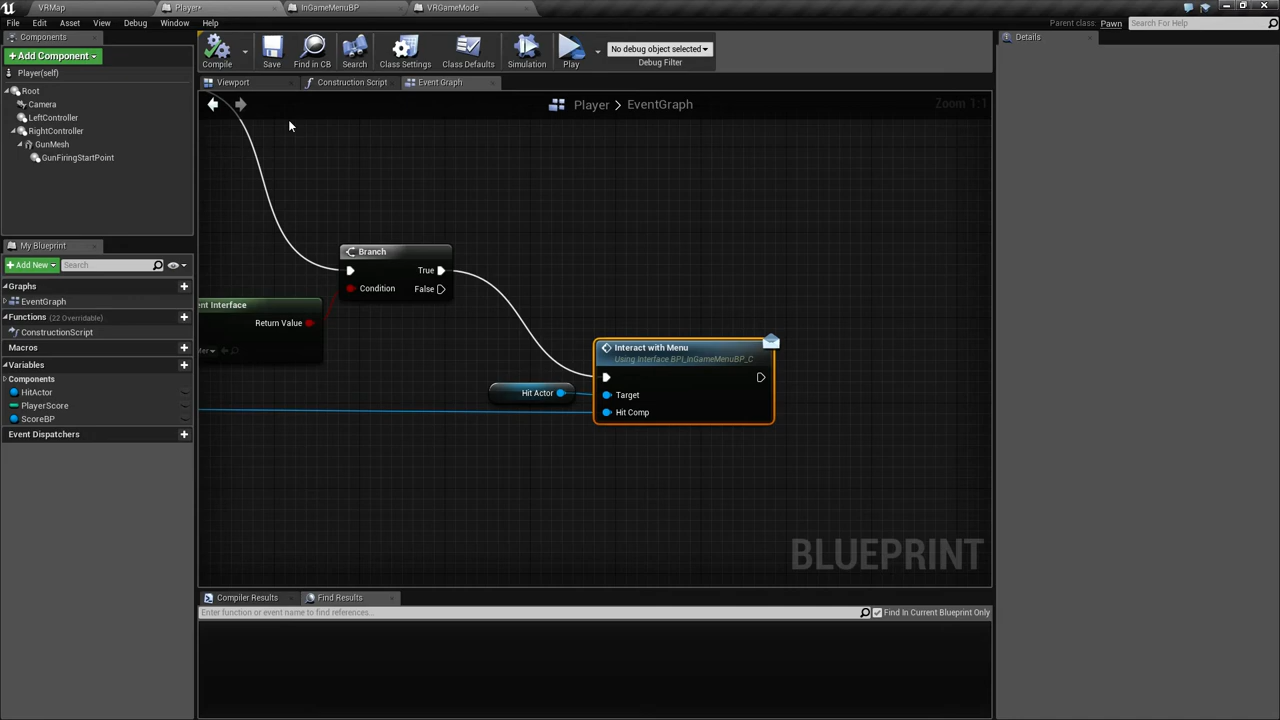 VRMap
Player*
InGameMenuBP
VRGameMode
File Edit Asset View Debug Window Help
Parent class: Pawn
Search For Help
Components
+Add Component
Player(self)
Root
Camera
LeftController
RightController
GunMesh
GunFiringStartPoint
My Blueprint
+ Add New
Search
Graphs
EventGraph
Functions (22 Overridable)
ConstructionScript
Macros
Variables
Components
HitActor
PlayerScore
ScoreBP
Event Dispatchers
Compile
Save
Find in CB
Search
Class Settings
Class Defaults
Simulation
Play
No debug object selected
Debug Filter
Viewport
Construction Script
Event Graph
Player > EventGraph
Zoom 1:1
Branch
True
Condition
False
ent Interface
Return Value
Interact with Menu
Using Interface BPI_InGameMenuBP_C
Hit Actor
Target
Hit Comp
BLUEPRINT
Compiler Results
Find Results
Enter function or event name to find references...
Find In Current Blueprint Only
Details